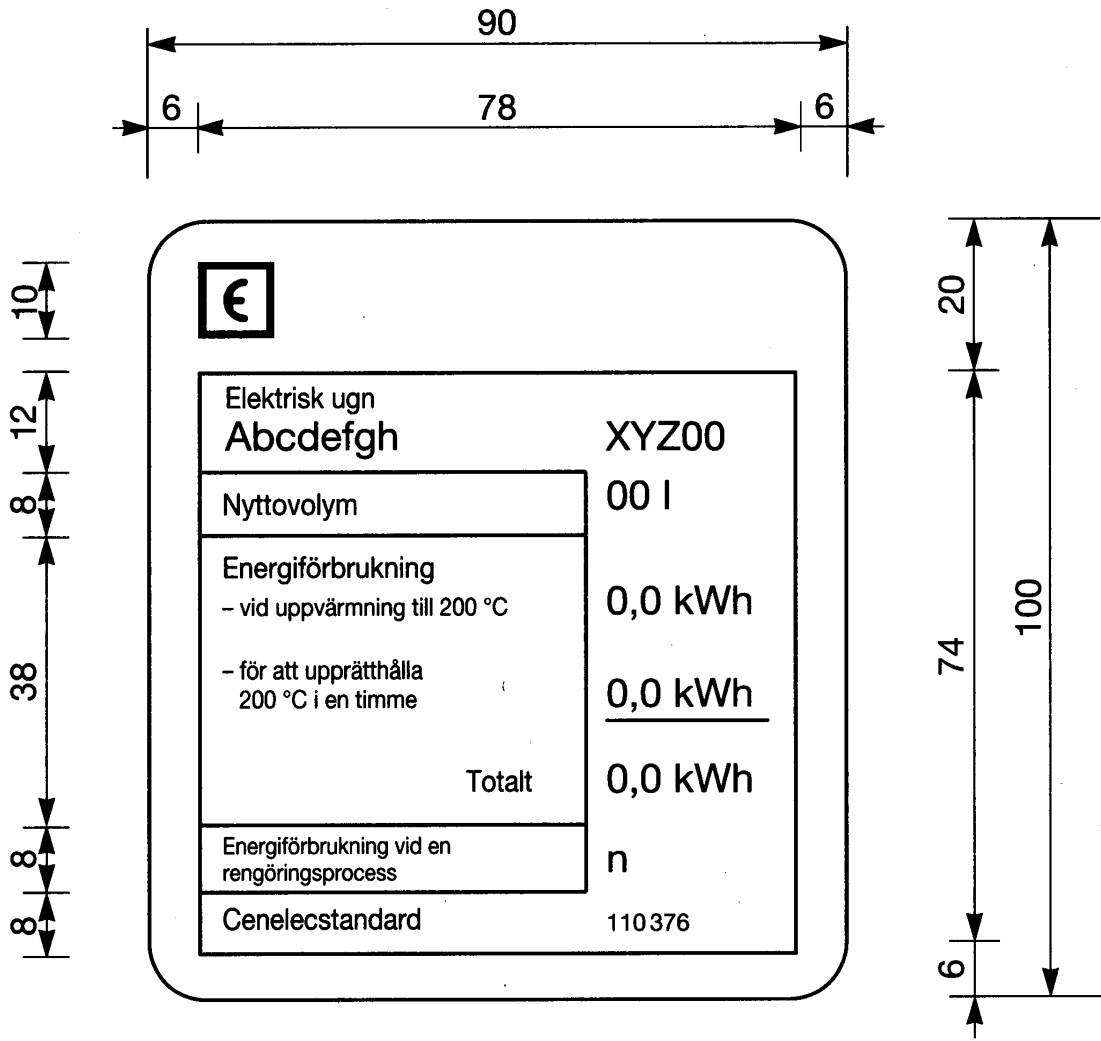 90
6 78 6
10
20
Є
Elektrisk ugn
Abcdefgh XYZ00
12
Nyttovolym 00 l
8
Energiförbrukning
– vid uppvärmning till 200 °C 0,0 kWh
100
– för att upprätthålla
200 °C i en timme 0,0 kWh
38
74
Totalt 0,0 kWh
Energiförbrukning vid en
rengöringsprocess n
8
Cenelecstandard 110 376
8
6